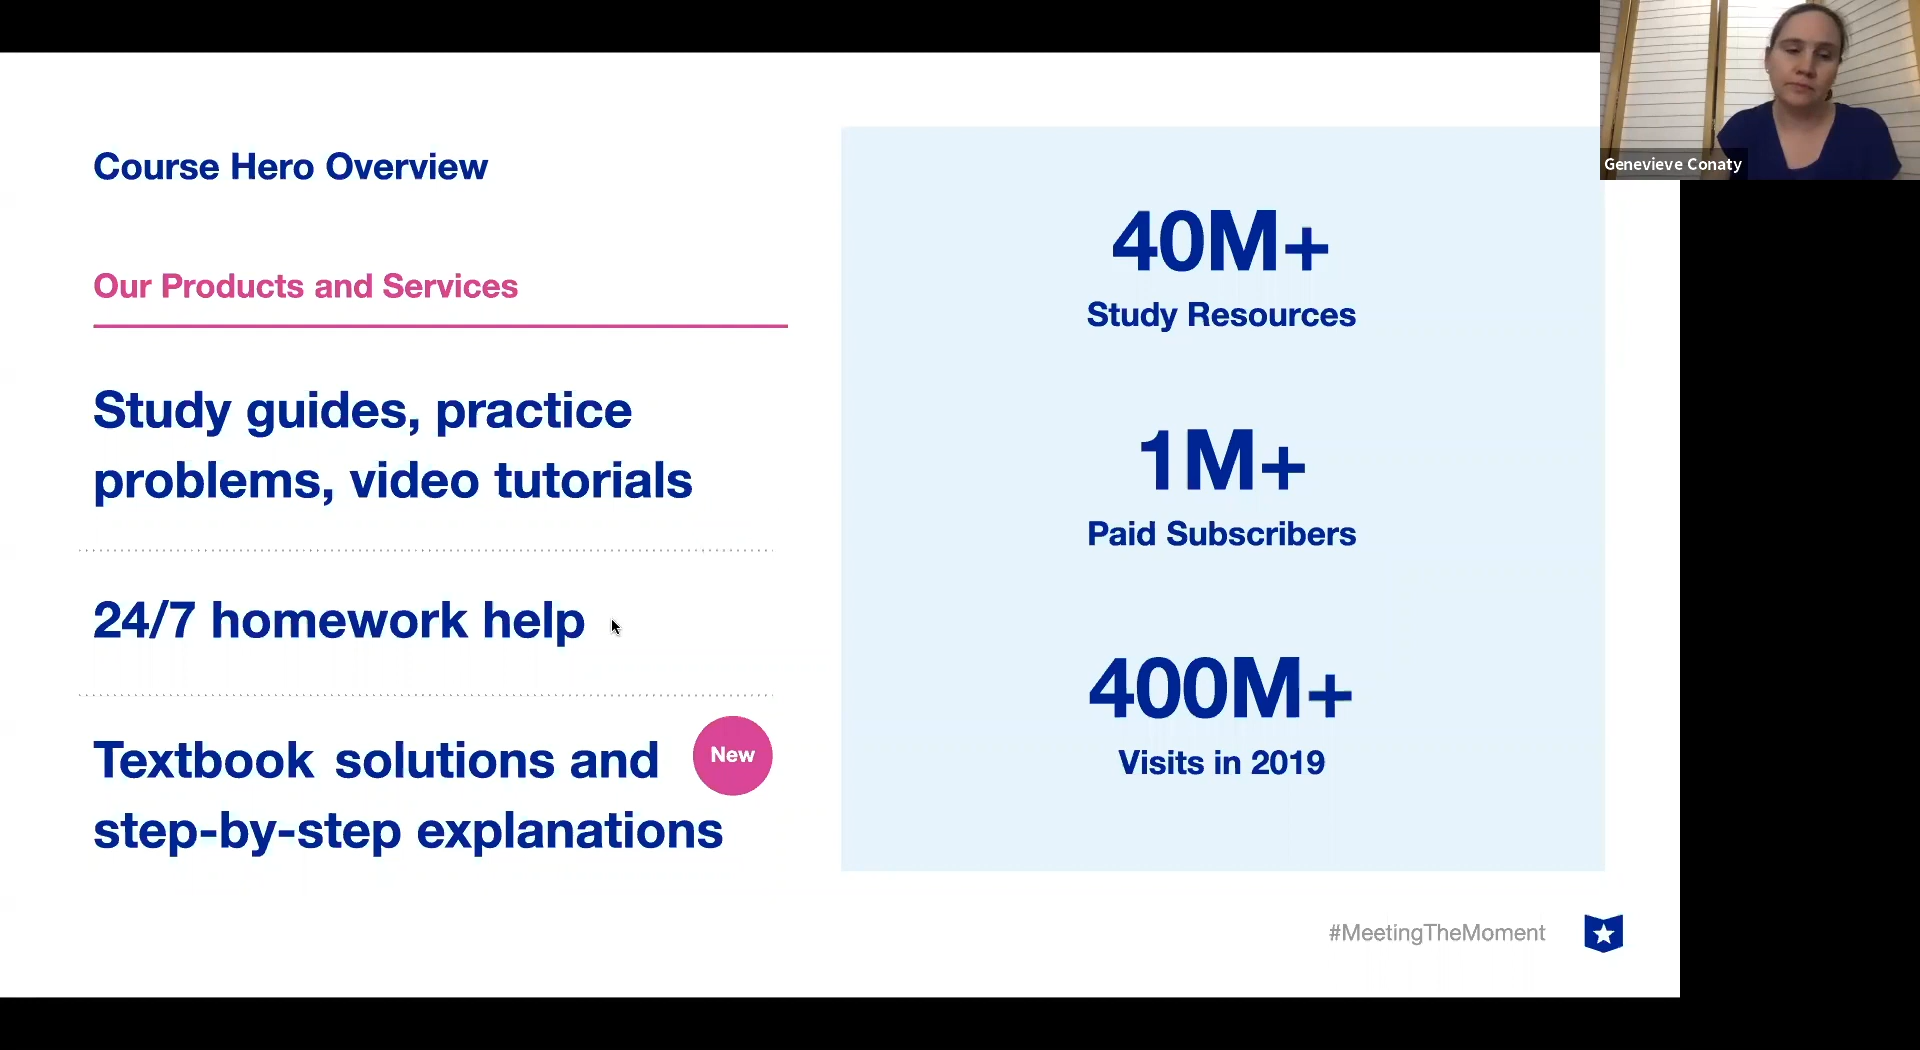 Course Hero Overview
Our Products and Services
Study guides, practice
problems, video tutorials
24/7 homework help
Textbook solutions and
New
step-by-step explanations
40M+
Study Resources
1M+
Paid Subscribers
400M+
Visits in 2019
#MeetingTheMoment
Genevieve Conaty